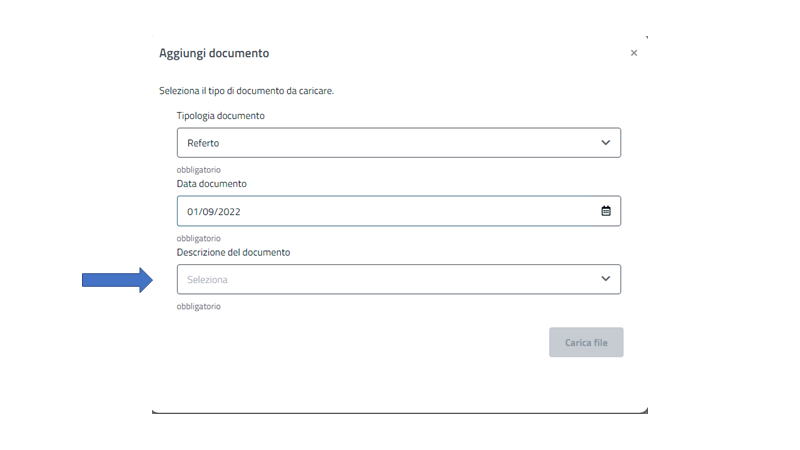 Aggiungi documento
×
Seleziona il tipo di documento da caricare.
Tipologia documento
Referto
obbligatorio
Data documento
01/09/2022
obbligatorio
Descrizione del documento
Seleziona
obbligatorio
Carica file